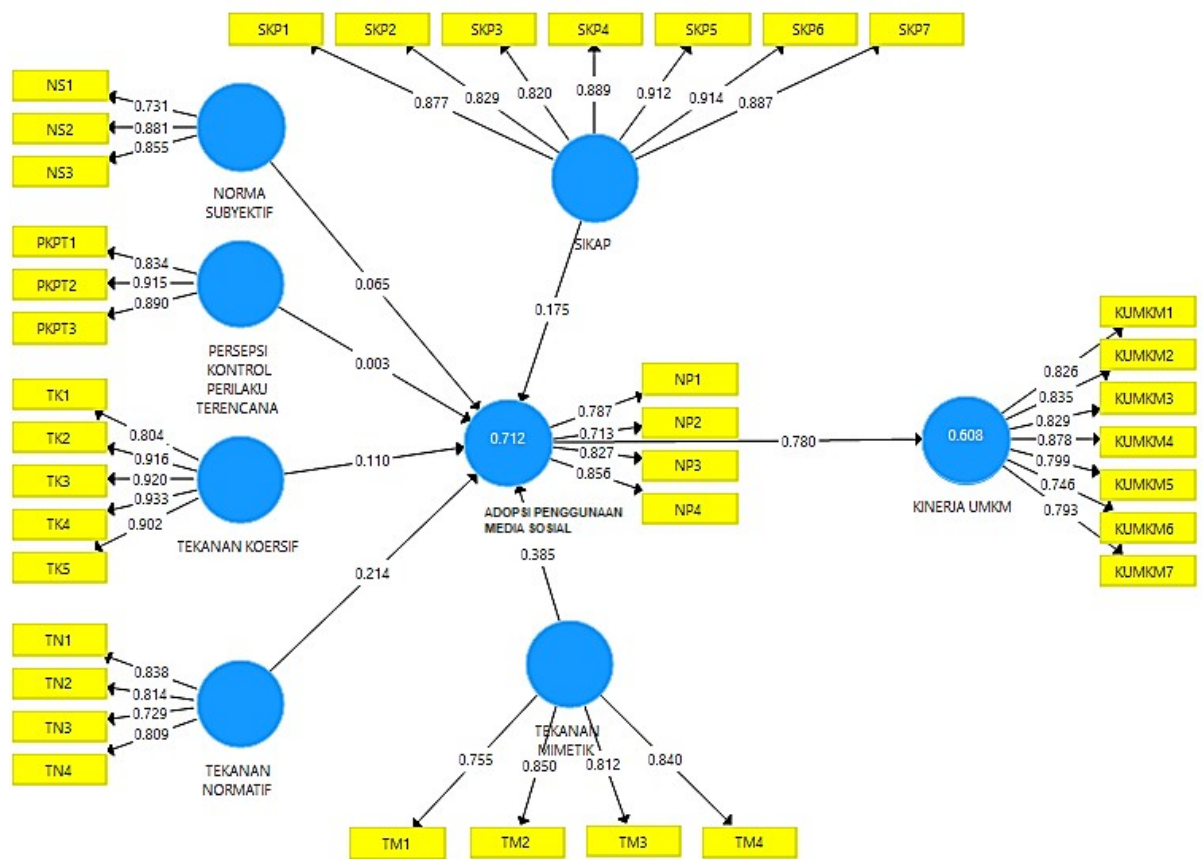 SKP1
SKP2
SKP3
SKP4
SKP5
SKP6
SKP7
0.877
0.829
0.820
0.889
0.912
0.914
0.887
SIKAP
0.175
NS1
NS2
NS3
0.731
0.881
0.855
NORMA
SUBYEKTIF
0.065
PKPT1
PKPT2
PKPT3
0.834
0.915
0.890
PERSEPSI
KONTROL
PERILAKU
TERENCANA
0.003
TK1
TK2
TK3
TK4
TK5
0.804
0.916
0.920
0.933
0.902
TEKANAN KOERSIF
0.110
TN1
TN2
TN3
TN4
0.838
0.814
0.729
0.809
TEKANAN
NORMATIF
0.214
0.712
ADOPSI PENGGUNAAN
MEDIA SOSIAL
0.787
0.713
0.827
0.856
NP1
NP2
NP3
NP4
0.780
0.385
TEKANAN
MIMETIK
0.755
0.850
0.812
0.840
TM1
TM2
TM3
TM4
0.608
KINERJA UMKM
0.826
0.835
0.829
0.878
0.799
0.746
0.793
KUMKM1
KUMKM2
KUMKM3
KUMKM4
KUMKM5
KUMKM6
KUMKM7